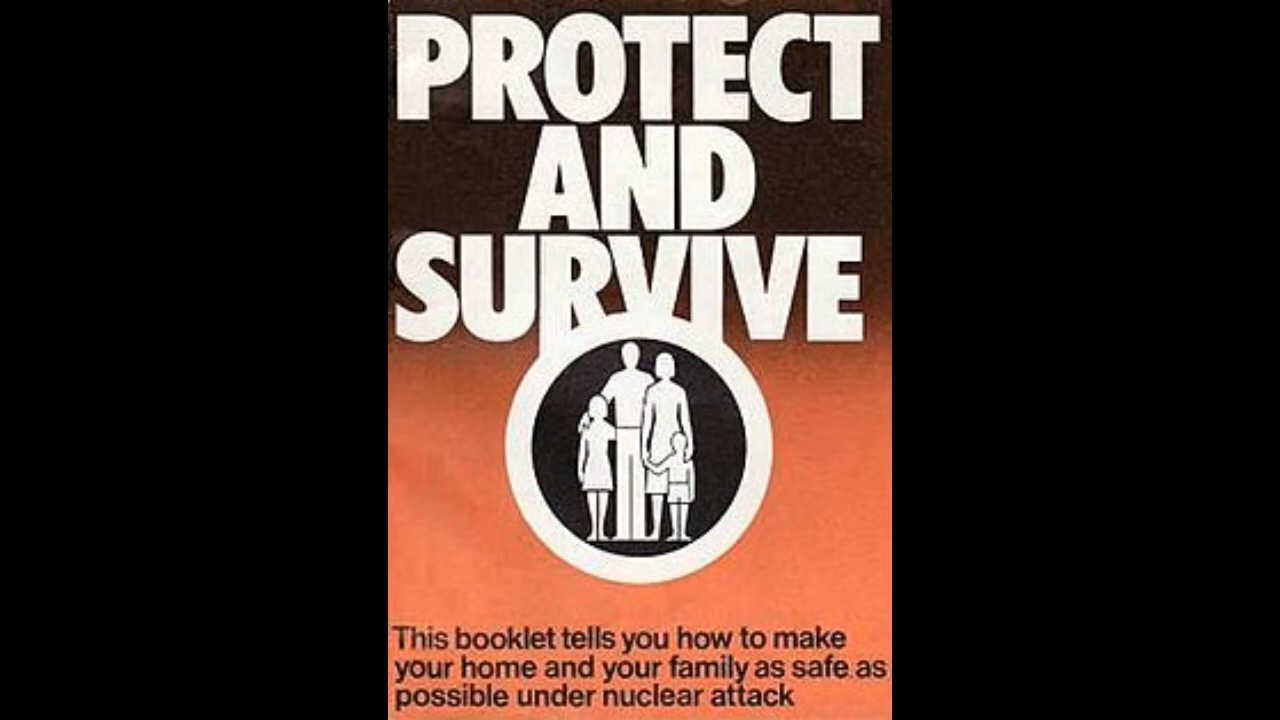 PROTECT
AND
SURVIVE
This booklet tells you how to make
your home and your family as safe as
possible under nuclear attack